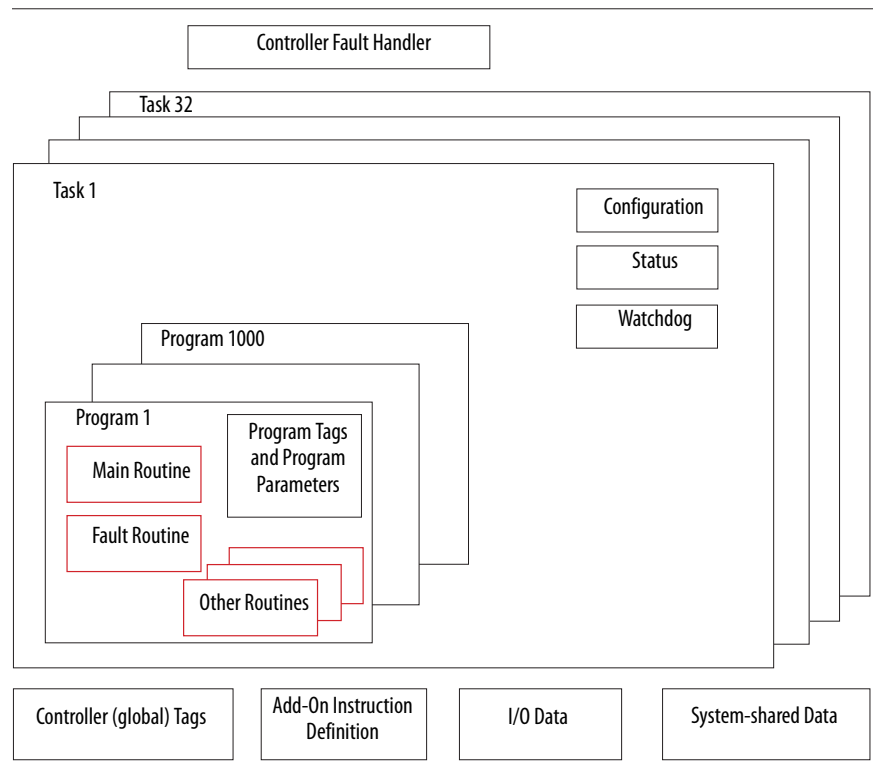 Controller Fault Handler
Task 32
Task 1
Configuration
Status
Watchdog
Program 1000
Program 1
Program Tags
and Program
Parameters
Main Routine
Fault Routine
Other Routines
Controller (global) Tags
Add-On Instruction
Definition
I/O Data
System-shared Data